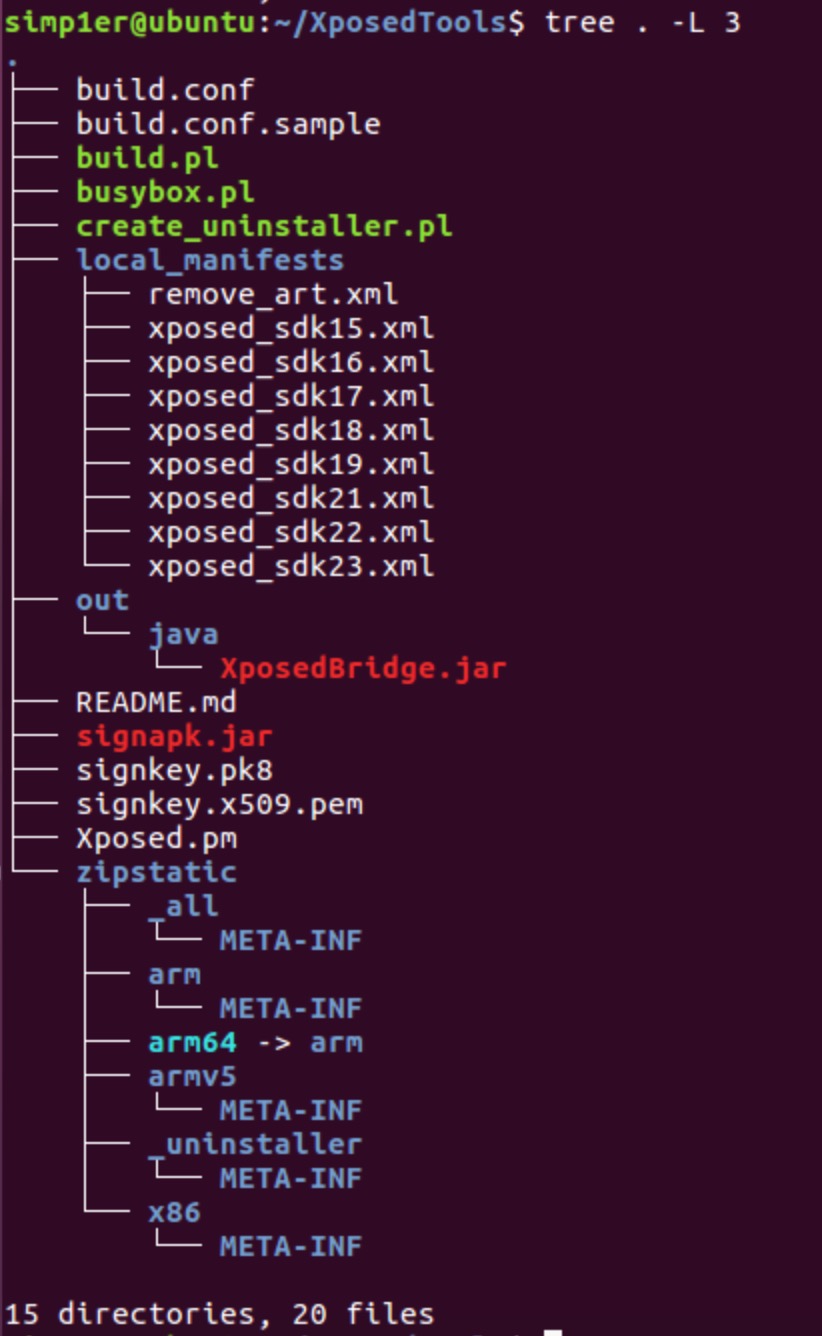 simp1er@ubuntu:~/XposedTools$ tree . -L 3
.
├── build.conf
├── build.conf.sample
├── build.pl
├── busybox.pl
├── create_uninstaller.pl
├── local_manifests
│   ├── remove_art.xml
│   ├── xposed_sdk15.xml
│   ├── xposed_sdk16.xml
│   ├── xposed_sdk17.xml
│   ├── xposed_sdk18.xml
│   ├── xposed_sdk19.xml
│   ├── xposed_sdk21.xml
│   ├── xposed_sdk22.xml
│   └── xposed_sdk23.xml
├── out
│   └── java
│       └── XposedBridge.jar
├── README.md
├── signapk.jar
├── signkey.pk8
├── signkey.x509.pem
├── Xposed.pm
└── zipstatic
    ├── _all
    │   └── META-INF
    ├── arm
    │   └── META-INF
    ├── arm64 -> arm
    ├── armv5
    │   └── META-INF
    ├── _uninstaller
    │   └── META-INF
    └── x86
        └── META-INF
15 directories, 20 files